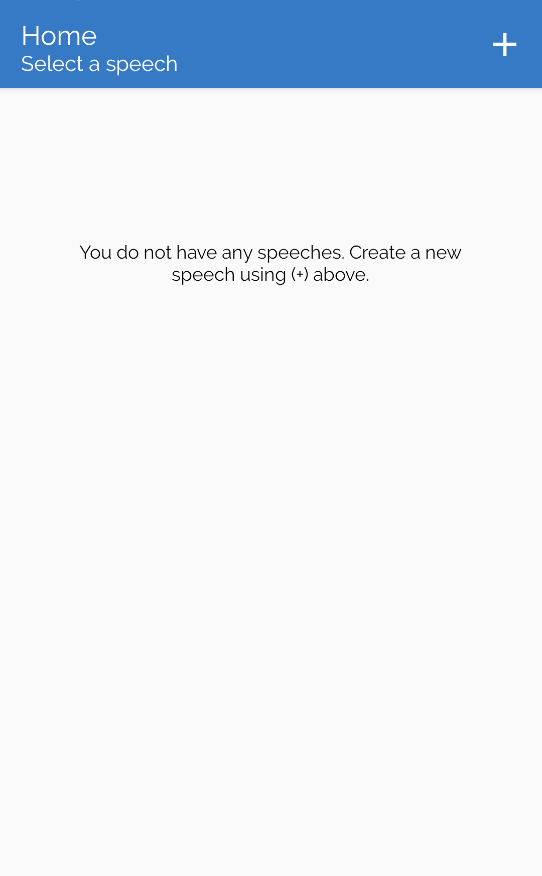 Home
Select a speech
You do not have any speeches. Create a new
speech using (+) above.